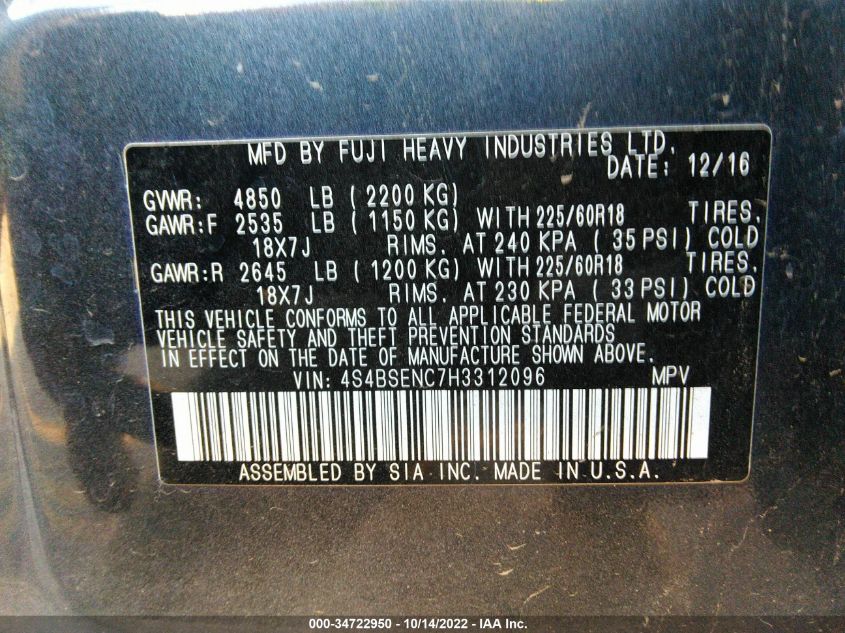 MFD BY FUJI HEAVY INDUSTRIES LTD.
DATE: 12/16
GVWR: 4850 LB (2200 KG)
GAWR:F 2535 LB (1150 KG) WITH 225/60R18 TIRES,
18X7J RIMS. AT 240 KPA (35 PSI) COLD
GAWR:R 2645 LB (1200 KG) WITH 225/60R18 TIRES,
18X7J RIMS. AT 230 KPA (33 PSI) COLD
THIS VEHICLE CONFORMS TO ALL APPLICABLE FEDERAL MOTOR
VEHICLE SAFETY AND THEFT PREVENTION STANDARDS
IN EFFECT ON THE DATE OF MANUFACTURE SHOWN ABOVE.
VIN: 4S4BSENC7H3312096 MPV
ASSEMBLED BY SIA INC. MADE IN U.S.A.
000-34722950 - 10/14/2022 - IAA Inc.